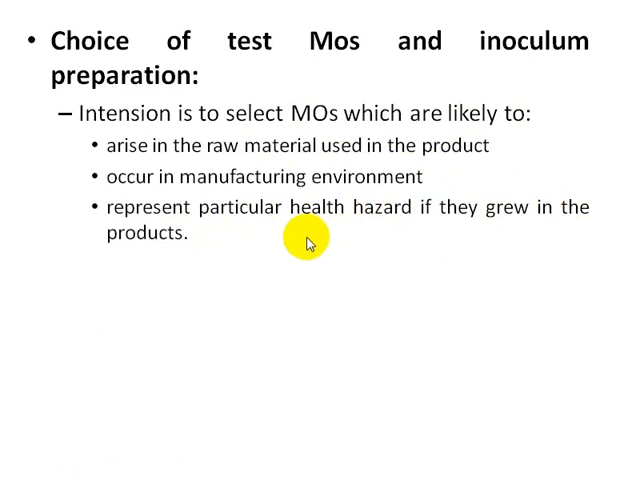 • Choice of test Mos and inoculum
preparation:
– Intension is to select MOs which are likely to:
• arise in the raw material used in the product
• occur in manufacturing environment
• represent particular health hazard if they grew in the
products.